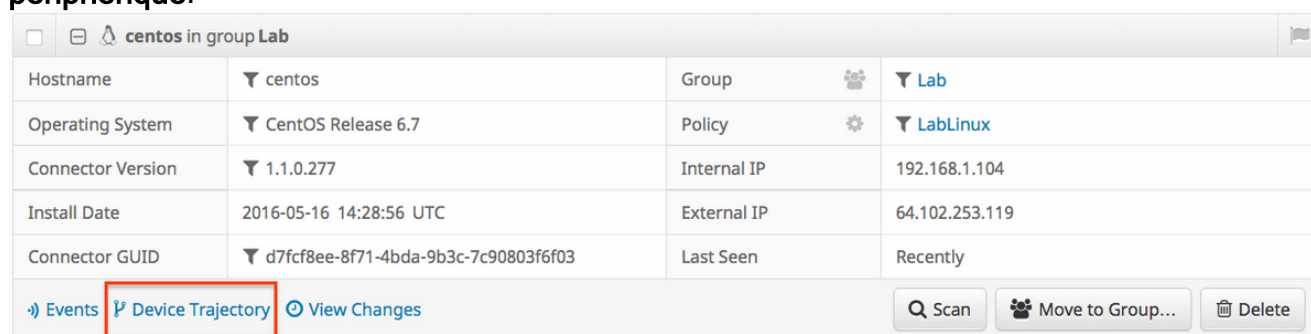 périphérique.
centos in group Lab
Hostname centos Group Lab
Operating System CentOS Release 6.7 Policy LabLinux
Connector Version 1.1.0.277 Internal IP 192.168.1.104
Install Date 2016-05-16 14:28:56 UTC External IP 64.102.253.119
Connector GUID d7fcf8ee-8f71-4bda-9b3c-7c90803f6f03 Last Seen Recently
Events Device Trajectory View Changes Scan Move to Group... Delete